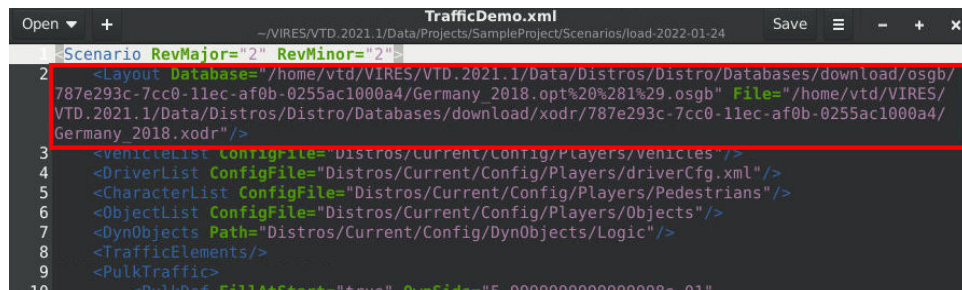 Open + TrafficDemo.xml Save
~/VIRES/VTD.2021.1/Data/Projects/SampleProject/Scenarios/load-2022-01-24
1 <Scenario RevMajor="2" RevMinor="2">
2 <Layout Database="/home/vtd/VIRES/VTD.2021.1/Data/Distros/Distro/Databases/download/osgb/
787e293c-7cc0-11ec-af0b-0255ac1000a4/Germany_2018.opt%20%281%29.osgb" File="/home/vtd/VIRES/
VTD.2021.1/Data/Distros/Distro/Databases/download/xodr/787e293c-7cc0-11ec-af0b-0255ac1000a4/
Germany_2018.xodr"/>
3 <VehicleList ConfigFile="Distros/Current/Config/Players/Vehicles"/>
4 <DriverList ConfigFile="Distros/Current/Config/Players/driverCfg.xml"/>
5 <CharacterList ConfigFile="Distros/Current/Config/Players/Pedestrians"/>
6 <ObjectList ConfigFile="Distros/Current/Config/Players/Objects"/>
7 <DynObjects Path="Distros/Current/Config/DynObjects/Logic"/>
8 <TrafficElements/>
9 <PulkTraffic>
10 <PulkDef FillAtStart="true"